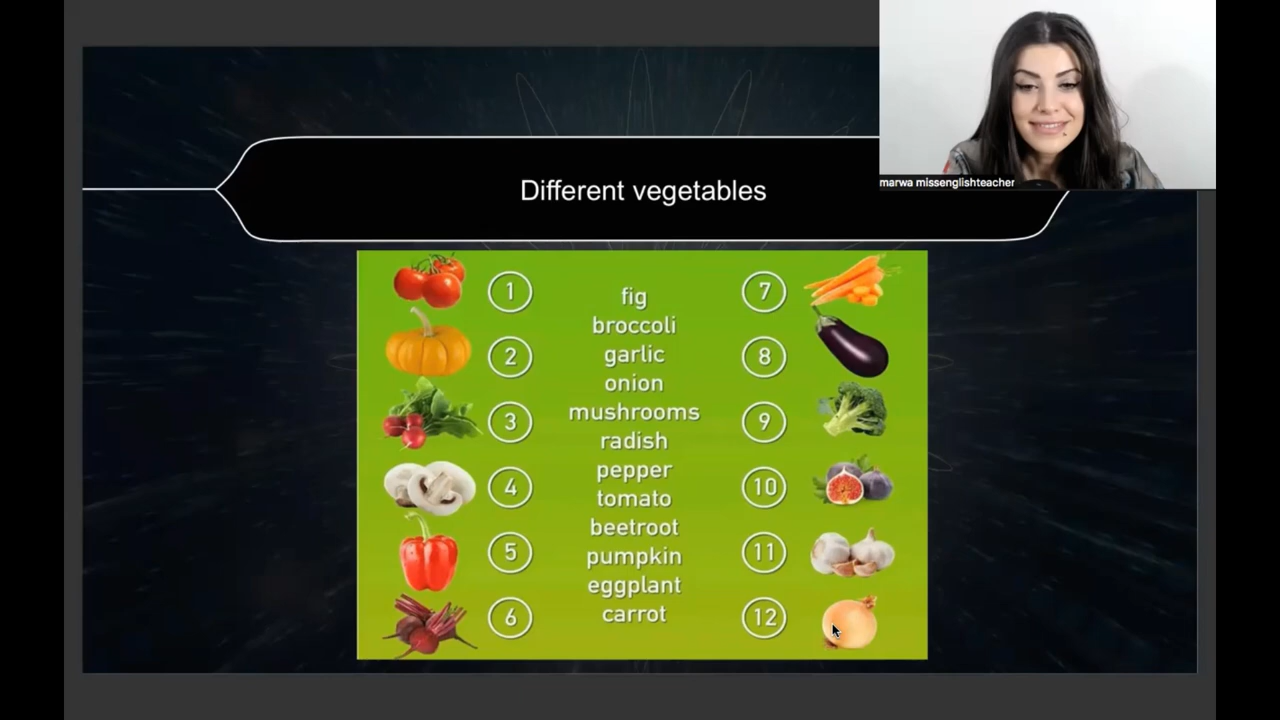 marwa missenglishteacher
Different vegetables
1
2
3
4
5
6
fig
broccoli
garlic
onion
mushrooms
radish
pepper
tomato
beetroot
pumpkin
eggplant
carrot
7
8
9
10
11
12